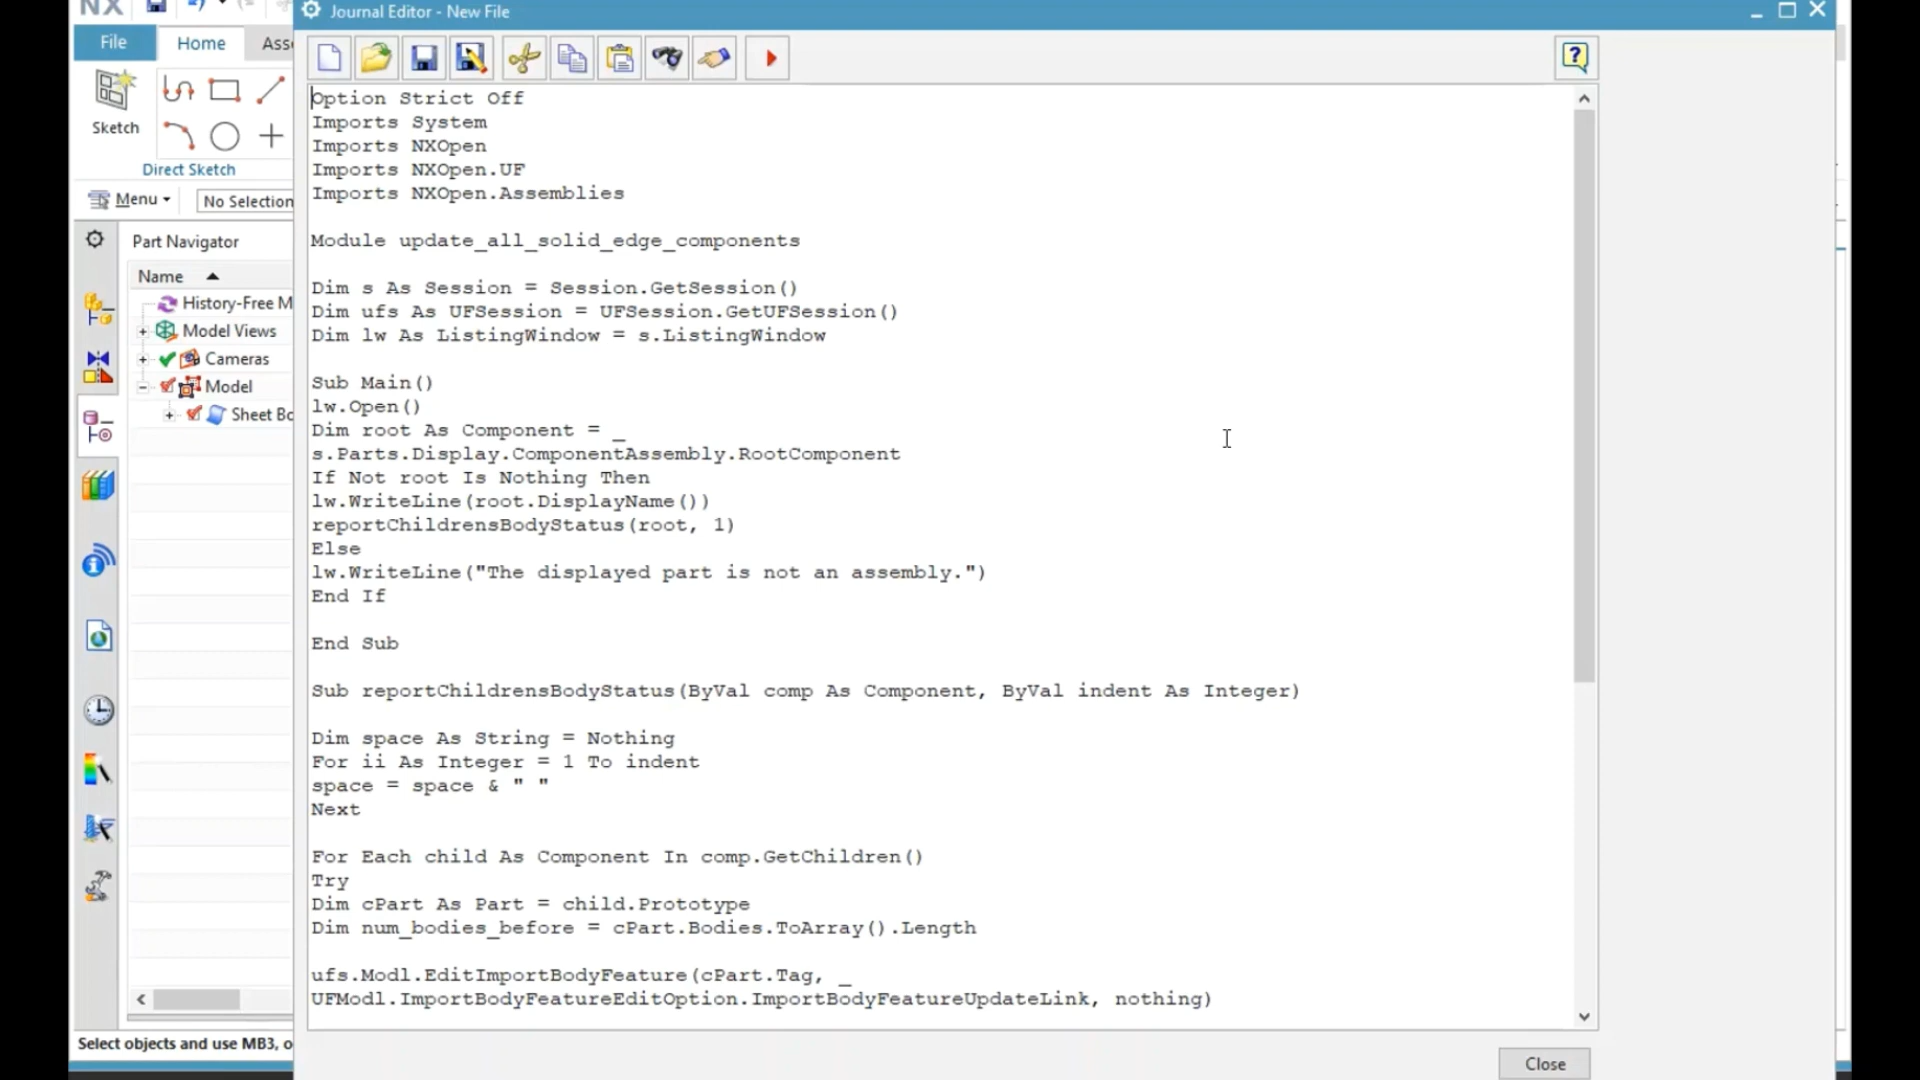 NX
Journal Editor - New File
File
Home
Sketch
Direct Sketch
Menu
No Selection
Part Navigator
Name
History-Free M
Model Views
Cameras
Model
Sheet Bo
Option Strict Off
Imports System
Imports NXOpen
Imports NXOpen.UF
Imports NXOpen.Assemblies
Module update_all_solid_edge_components
Dim s As Session = Session.GetSession()
Dim ufs As UFSession = UFSession.GetUFSession()
Dim lw As ListingWindow = s.ListingWindow
Sub Main()
lw.Open()
Dim root As Component = _
s.Parts.Display.ComponentAssembly.RootComponent
If Not root Is Nothing Then
lw.WriteLine(root.DisplayName())
reportChildrensBodyStatus(root, 1)
Else
lw.WriteLine("The displayed part is not an assembly.")
End If
End Sub
Sub reportChildrensBodyStatus(ByVal comp As Component, ByVal indent As Integer)
Dim space As String = Nothing
For ii As Integer = 1 To indent
space = space & " "
Next
For Each child As Component In comp.GetChildren()
Try
Dim cPart As Part = child.Prototype
Dim num_bodies_before = cPart.Bodies.ToArray().Length
ufs.Modl.EditImportBodyFeature(cPart.Tag, _
UFModl.ImportBodyFeatureEditOption.ImportBodyFeatureUpdateLink, nothing)
Select objects and use MB3, o
Close